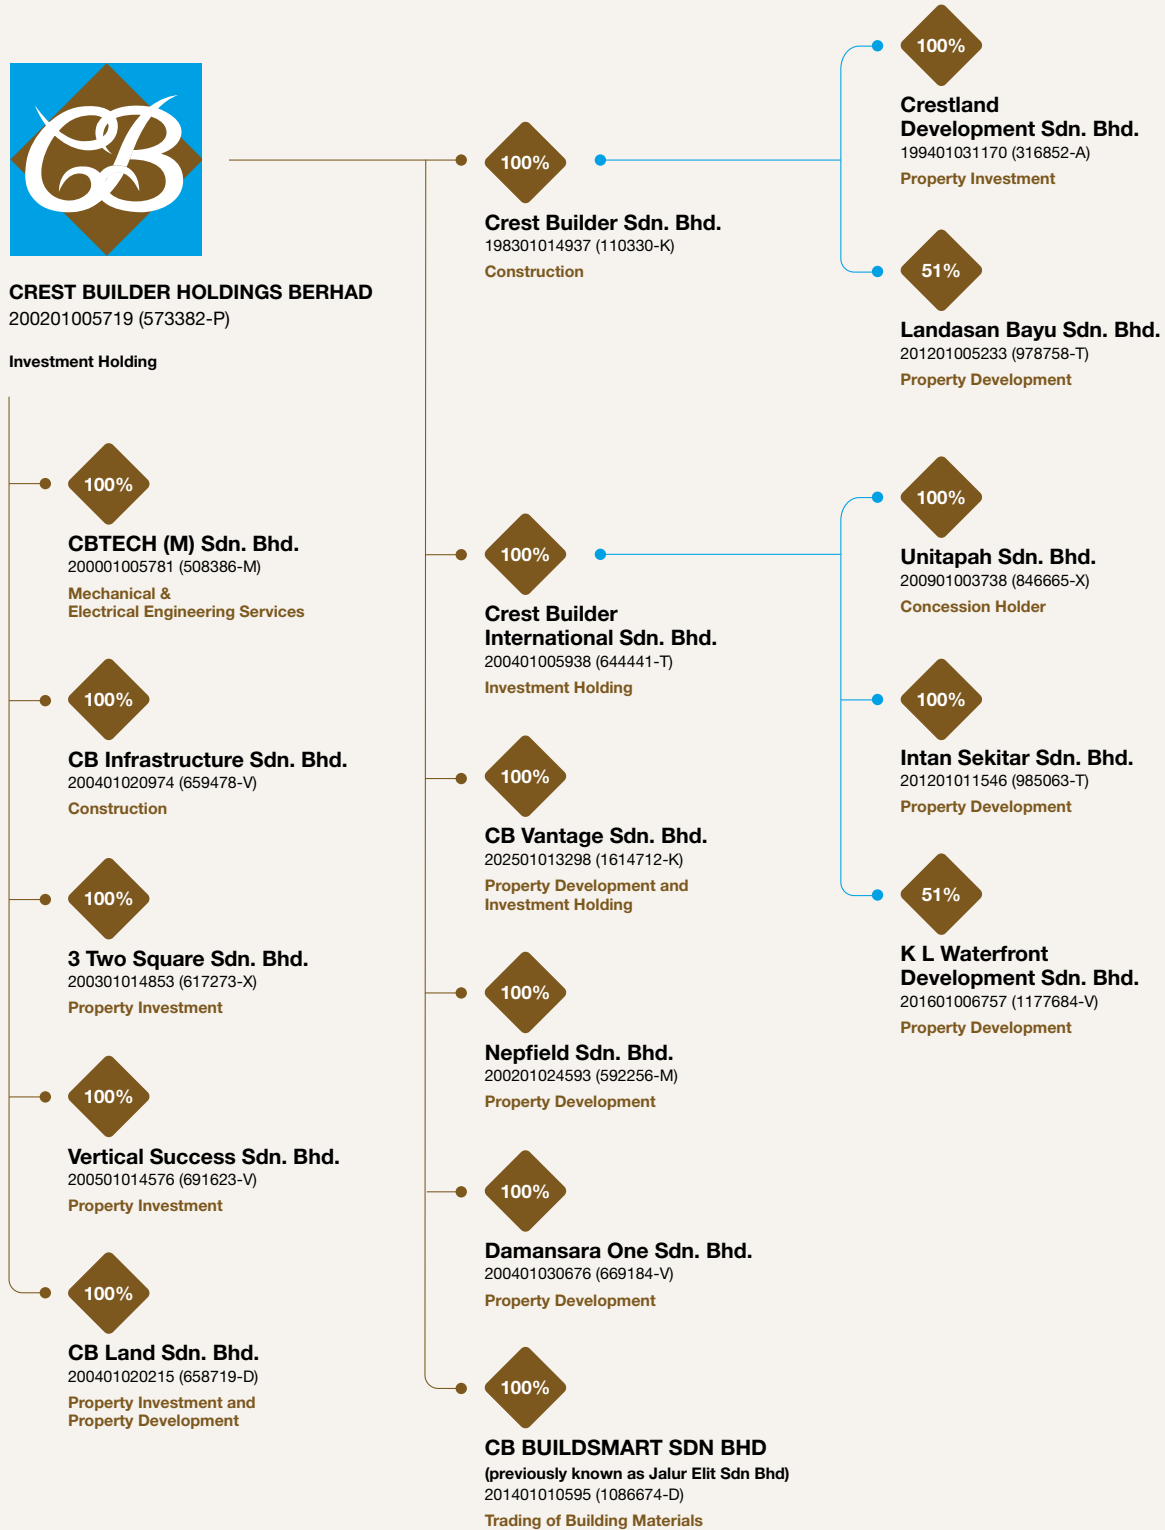 CB
CREST BUILDER HOLDINGS BERHAD
200201005719 (573382-P)
Investment Holding
100%
CBTECH (M) Sdn. Bhd.
200001005781 (508386-M)
Mechanical &
Electrical Engineering Services
100%
CB Infrastructure Sdn. Bhd.
200401020974 (659478-V)
Construction
100%
3 Two Square Sdn. Bhd.
200301014853 (617273-X)
Property Investment
100%
Vertical Success Sdn. Bhd.
200501014576 (691623-V)
Property Investment
100%
CB Land Sdn. Bhd.
200401020215 (658719-D)
Property Investment and
Property Development
100%
Crest Builder Sdn. Bhd.
198301014937 (110330-K)
Construction
100%
Crest Builder
International Sdn. Bhd.
200401005938 (644441-T)
Investment Holding
100%
CB Vantage Sdn. Bhd.
202501013298 (1614712-K)
Property Development and
Investment Holding
100%
Nepfield Sdn. Bhd.
200201024593 (592256-M)
Property Development
100%
Damansara One Sdn. Bhd.
200401030676 (669184-V)
Property Development
100%
CB BUILDSMART SDN BHD
(previously known as Jalur Elit Sdn Bhd)
201401010595 (1086674-D)
Trading of Building Materials
100%
Crestland
Development Sdn. Bhd.
199401031170 (316852-A)
Property Investment
51%
Landasan Bayu Sdn. Bhd.
201201005233 (978758-T)
Property Development
100%
Unitapah Sdn. Bhd.
200901003738 (846665-X)
Concession Holder
100%
Intan Sekitar Sdn. Bhd.
201201011546 (985063-T)
Property Development
51%
K L Waterfront
Development Sdn. Bhd.
201601006757 (1177684-V)
Property Development